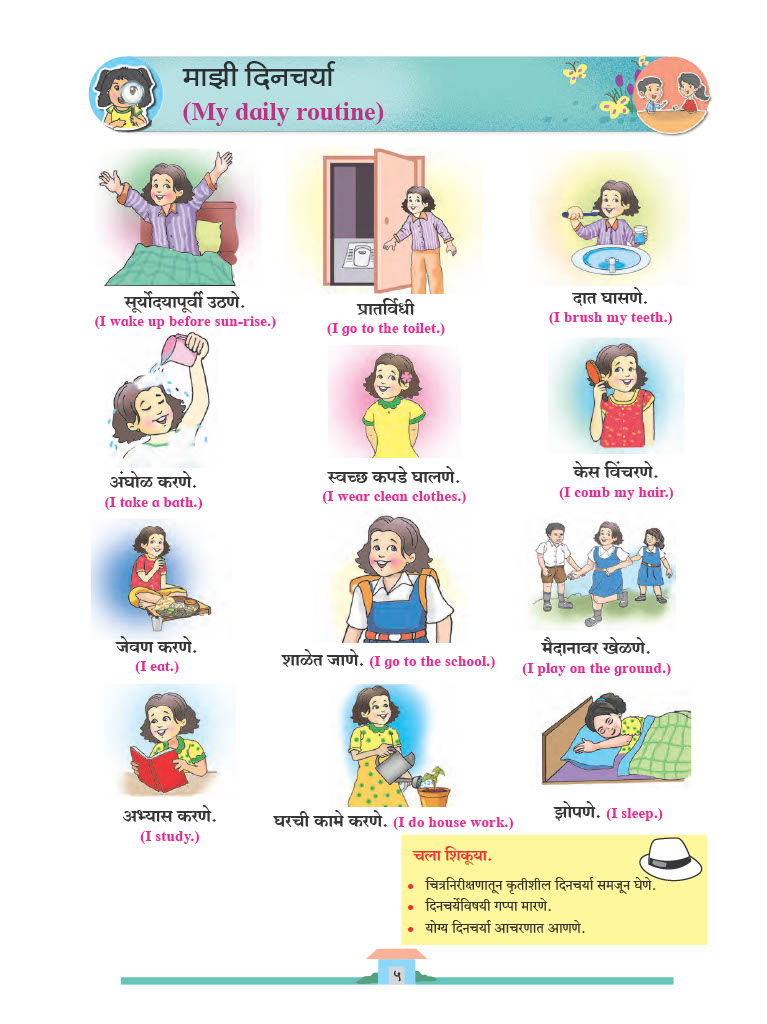 माझी दिनचर्या
(My daily routine)
सूर्योदयापूर्वी उठणे.
(I wake up before sun-rise.)
प्रातर्विधी
(I go to the toilet.)
दात घासणे.
(I brush my teeth.)
अंघोळ करणे.
(I take a bath.)
स्वच्छ कपडे घालणे.
(I wear clean clothes.)
केस विंचरणे.
(I comb my hair.)
जेवण करणे.
(I eat.)
शाळेत जाणे. (I go to the school.)
मैदानावर खेळणे.
(I play on the ground.)
अभ्यास करणे.
(I study.)
घरची कामे करणे. (I do house work.)
झोपणे. (I sleep.)
चला शिकूया.
• चित्रनिरीक्षणातून कृतीशील दिनचर्या समजून घेणे.
• दिनचर्येविषयी गप्पा मारणे.
• योग्य दिनचर्या आचरणात आणणे.
५